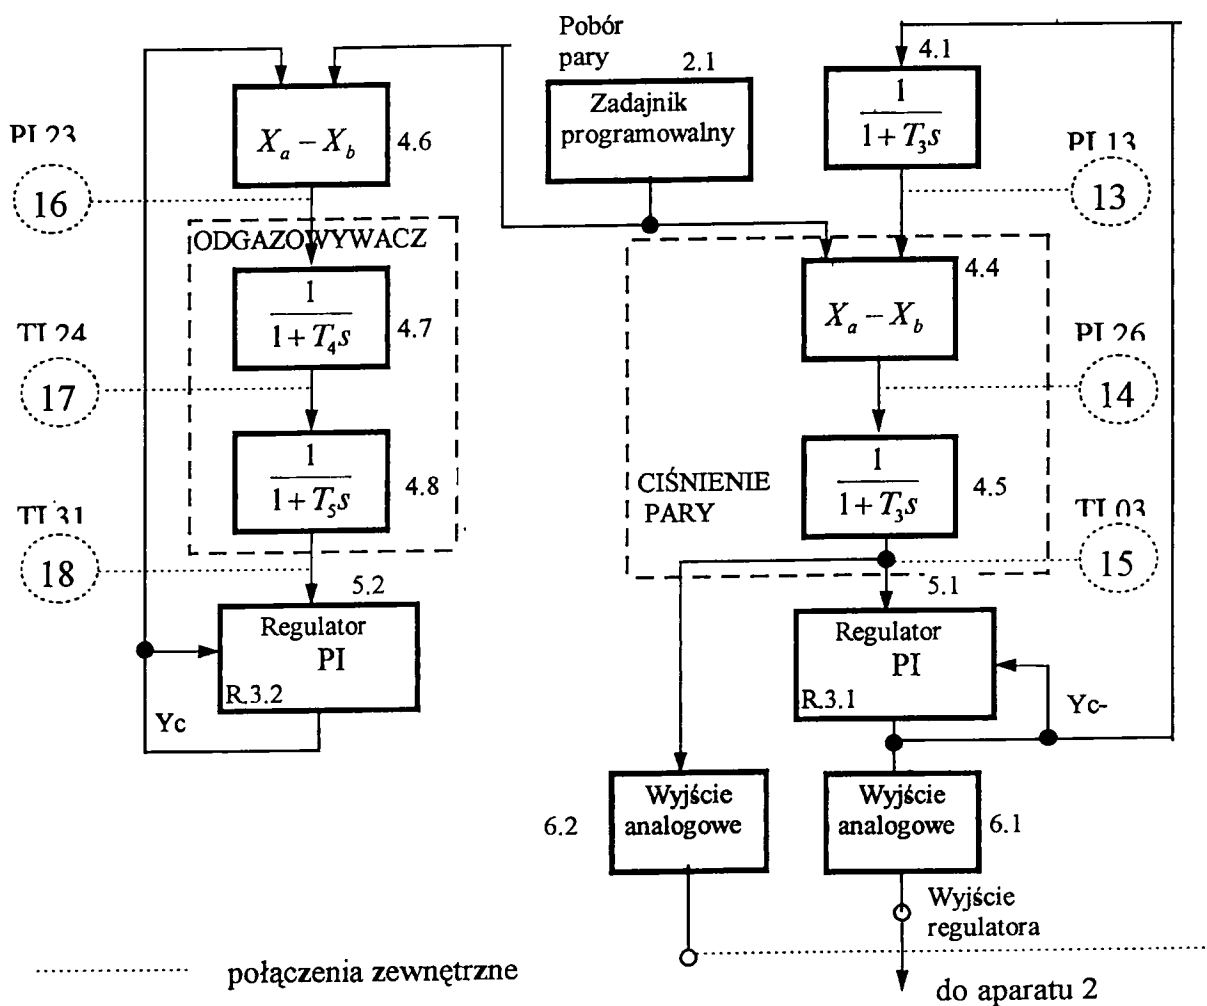 Pobór
pary
2.1
Zadajnik
programowalny
4.1
1
1 + T₃s
PI 23
Xₐ − X_b
4.6
16
PI 13
13
ODGAZOWYWACZ
1
1 + T₄s
4.7
TI 24
17
4.4
Xₐ − X_b
PI 26
14
1
1 + T₅s
4.8
TI 31
18
CIŚNIENIE
PARY
1
1 + T₃s
4.5
TI 03
15
5.2
Regulator
PI
R.3.2
Yc
5.1
Regulator
PI
R.3.1
Yc-
Wyjście
analogowe
6.2
Wyjście
analogowe
6.1
Wyjście
regulatora
połączenia zewnętrzne
do aparatu 2